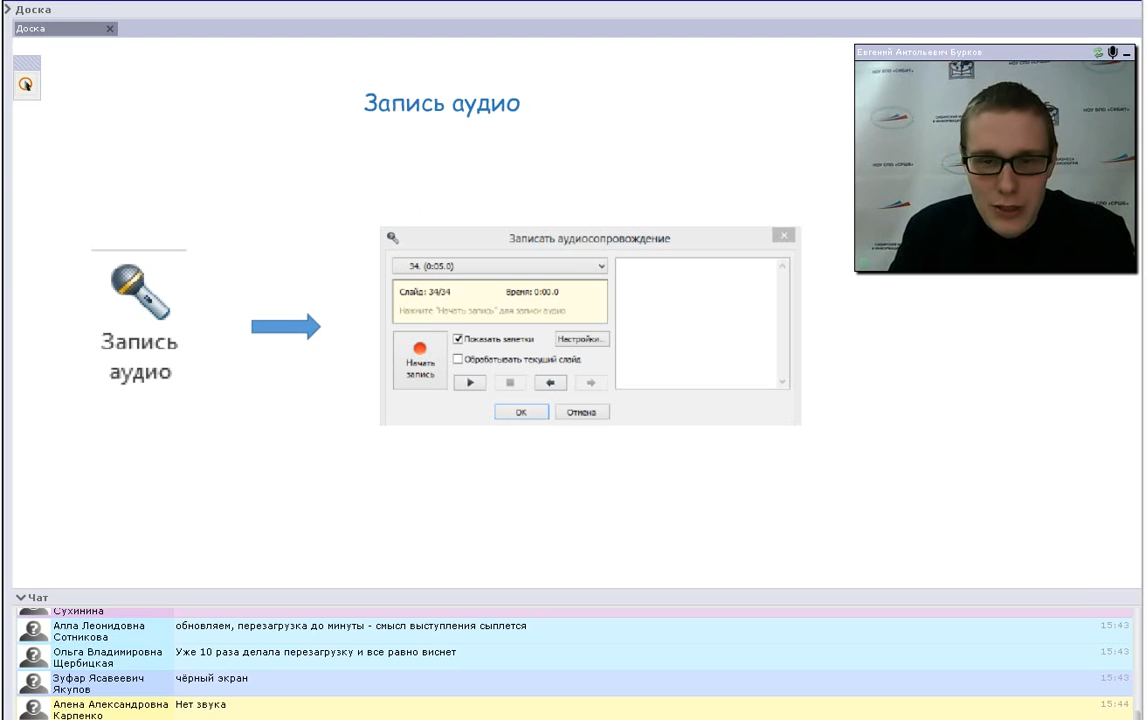 Доска
Доска
Евгений Антольевич Бурков
Запись аудио
Запись
аудио
Записать аудиосопровождение
34. (0:05.0)
Слайд: 34/34 Время: 0:00.0
Нажмите "Начать запись" для записи аудио
Начать
запись
Показать заметки
Настройки...
Обрабатывать текущий слайд
OK
Отмена
Чат
Сухинина
Алла Леонидовна
Сотникова
обновляем, перезагрузка до минуты - смысл выступления сыплется
15:43
Ольга Владимировна
Щербицкая
Уже 10 раза делала перезагрузку и все равно виснет
15:43
Зуфар Ясавеевич
Якупов
чёрный экран
15:43
Алена Александровна
Карпенко
Нет звука
15:44